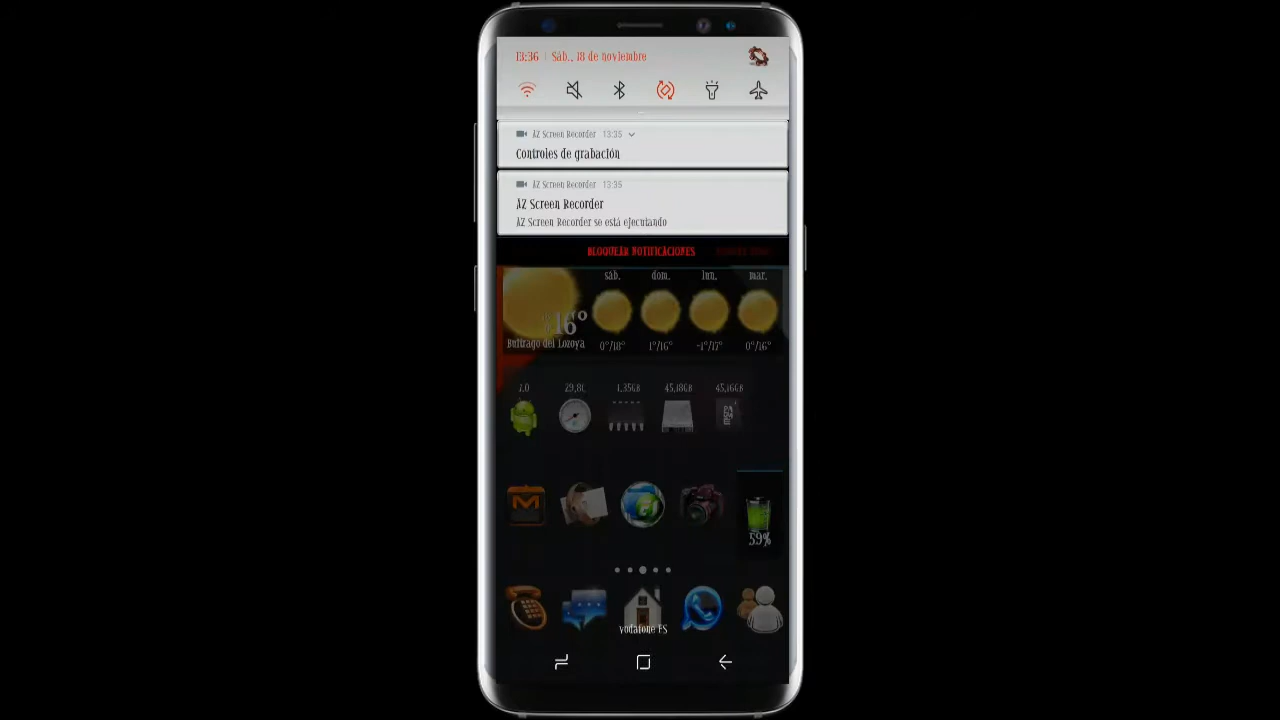 13:36 | Sáb., 18 de noviembre
AZ Screen Recorder 13:35
Controles de grabación
AZ Screen Recorder 13:35
AZ Screen Recorder
AZ Screen Recorder se está ejecutando
BLOQUEAR NOTIFICACIONES
sáb. dom. lun. mar.
16°
Buitrago del Lozoya 0°/18° 1°/16° -1°/17° 0°/16°
7.0 29,8C 1,35GB 45,18GB 45,16GB
59%
vodafone ES